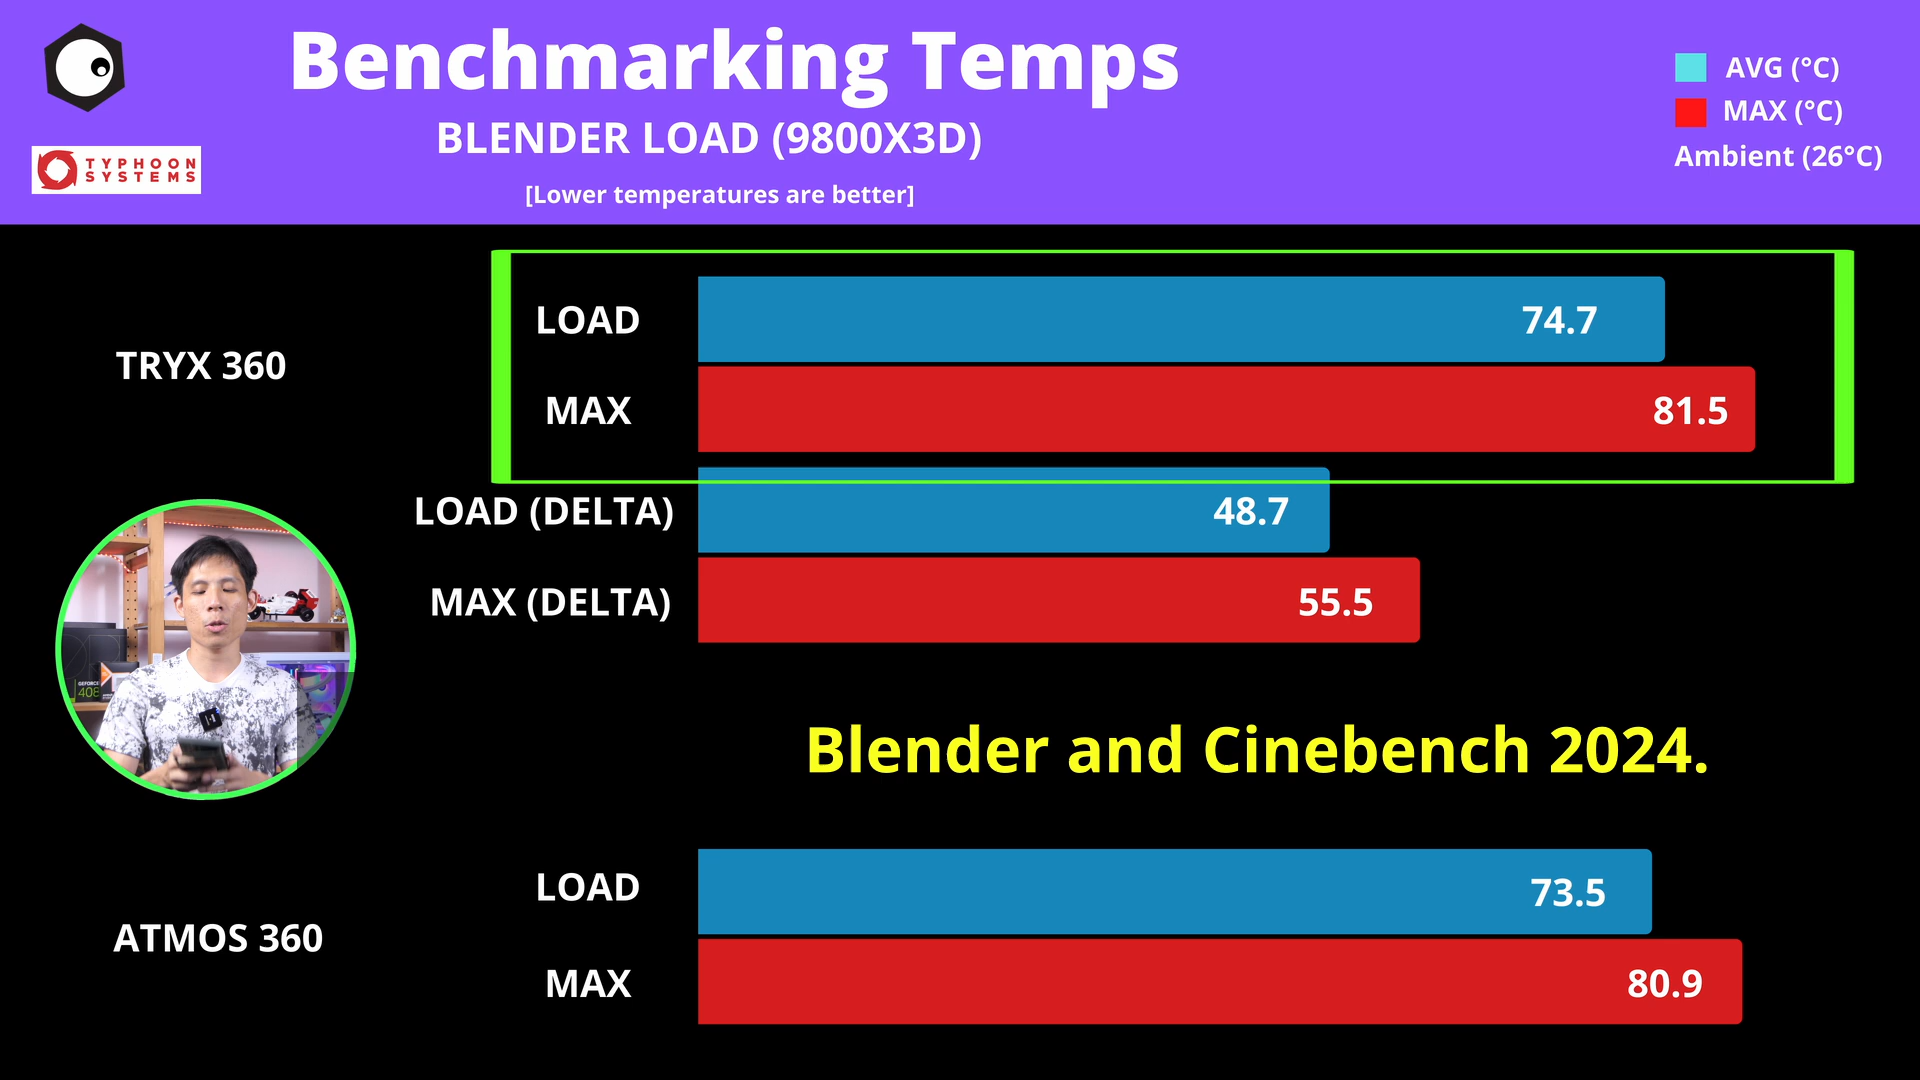 Benchmarking Temps
BLENDER LOAD (9800X3D)
[Lower temperatures are better]
TYPHOON
SYSTEMS
AVG (°C)
MAX (°C)
Ambient (26°C)
TRYX 360
LOAD
74.7
MAX
81.5
LOAD (DELTA)
48.7
MAX (DELTA)
55.5
GEFORCE
408
Blender and Cinebench 2024.
ATMOS 360
LOAD
73.5
MAX
80.9